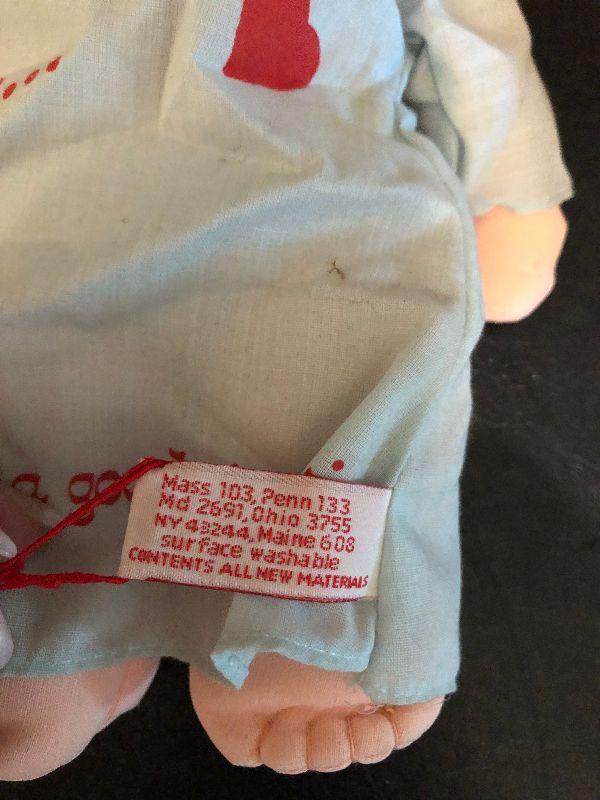 a
Mass 103, Penn 133
Md 2691, Ohio 3755
NY 43244, Maine 608
surface washable
CONTENTS ALL NEW MATERIALS